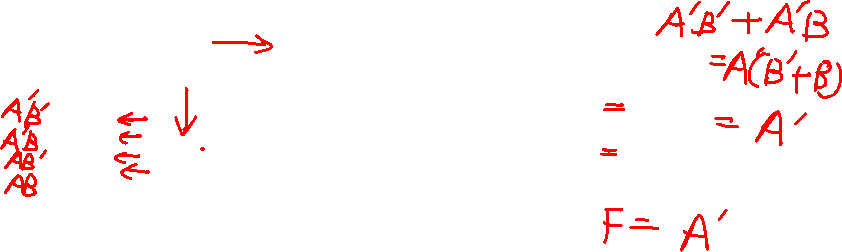 A'B'+A'B
=A'(B'+B)
= A'
A'B'
A'B
AB'
AB
=
=
F= A'